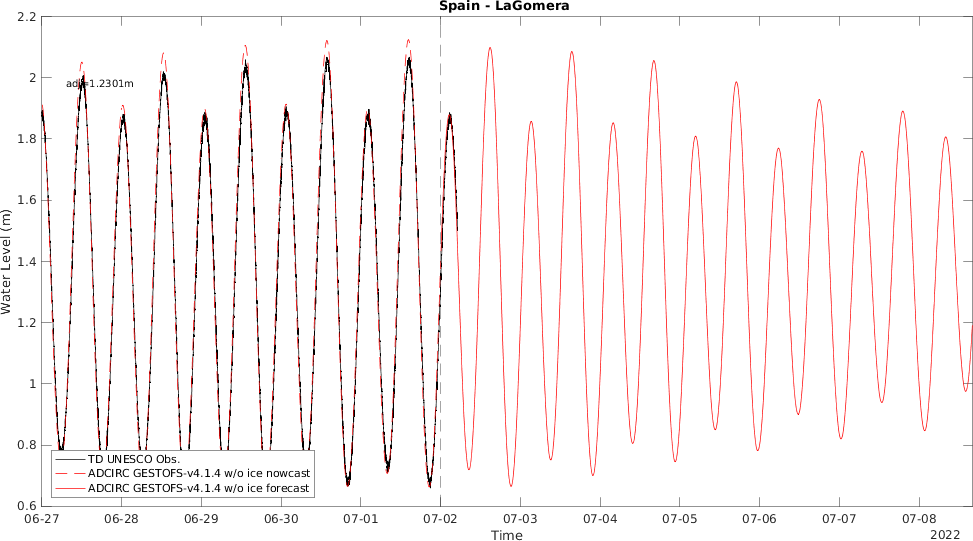 Spain - LaGomera
2.2
2
1.8
1.6
1.4
1.2
1
0.8
0.6
Water Level (m)
adj=1.2301m
TD UNESCO Obs.
ADCIRC GESTOFS-v4.1.4 w/o ice nowcast
ADCIRC GESTOFS-v4.1.4 w/o ice forecast
06-27 06-28 06-29 06-30 07-01 07-02 07-03 07-04 07-05 07-06 07-07 07-08
Time
2022